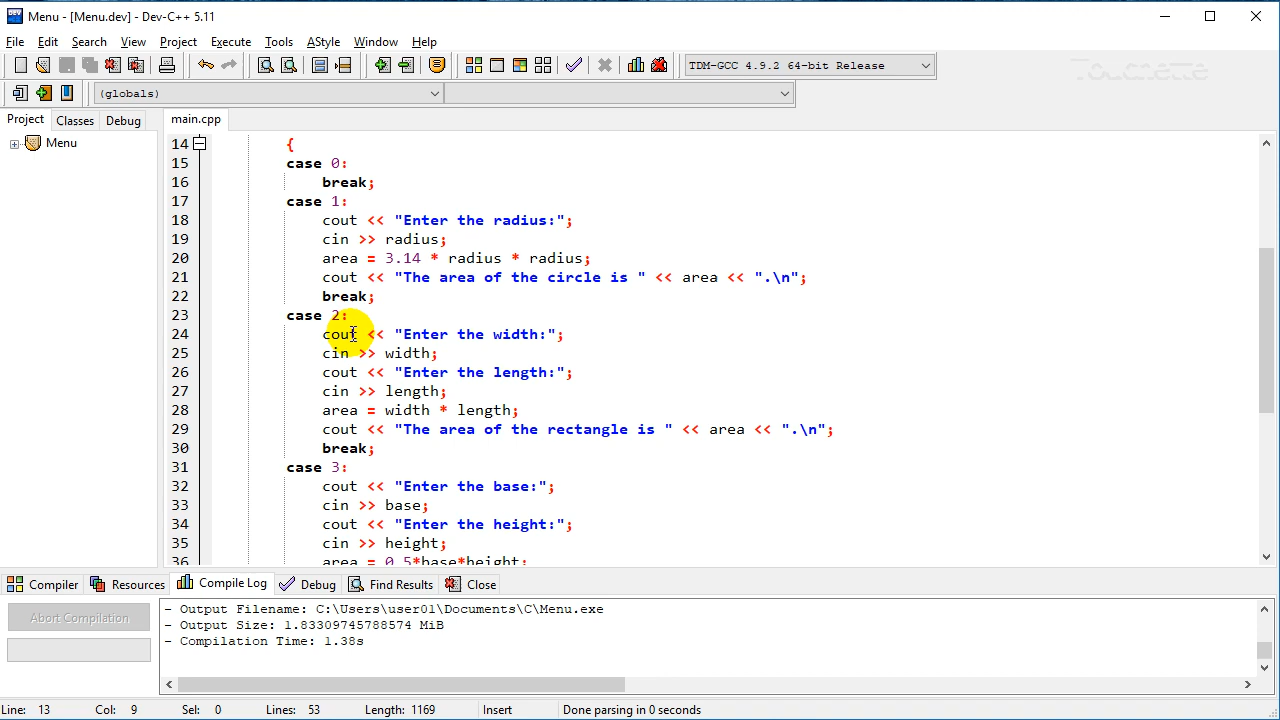 Menu - [Menu.dev] - Dev-C++ 5.11
File Edit Search View Project Execute Tools AStyle Window Help
TDM-GCC 4.9.2 64-bit Release
(globals)
Project Classes Debug main.cpp
Menu
14 {
15 case 0:
16 break;
17 case 1:
18 cout << "Enter the radius:";
19 cin >> radius;
20 area = 3.14 * radius * radius;
21 cout << "The area of the circle is " << area << ".\n";
22 break;
23 case 2:
24 cout << "Enter the width:";
25 cin >> width;
26 cout << "Enter the length:";
27 cin >> length;
28 area = width * length;
29 cout << "The area of the rectangle is " << area << ".\n";
30 break;
31 case 3:
32 cout << "Enter the base:";
33 cin >> base;
34 cout << "Enter the height:";
35 cin >> height;
36 area = 0.5*base*height;
Compiler Resources Compile Log Debug Find Results Close
Abort Compilation
- Output Filename: C:\Users\user01\Documents\C\Menu.exe
- Output Size: 1.83309745788574 MiB
- Compilation Time: 1.38s
Line: 13 Col: 9 Sel: 0 Lines: 53 Length: 1169 Insert Done parsing in 0 seconds